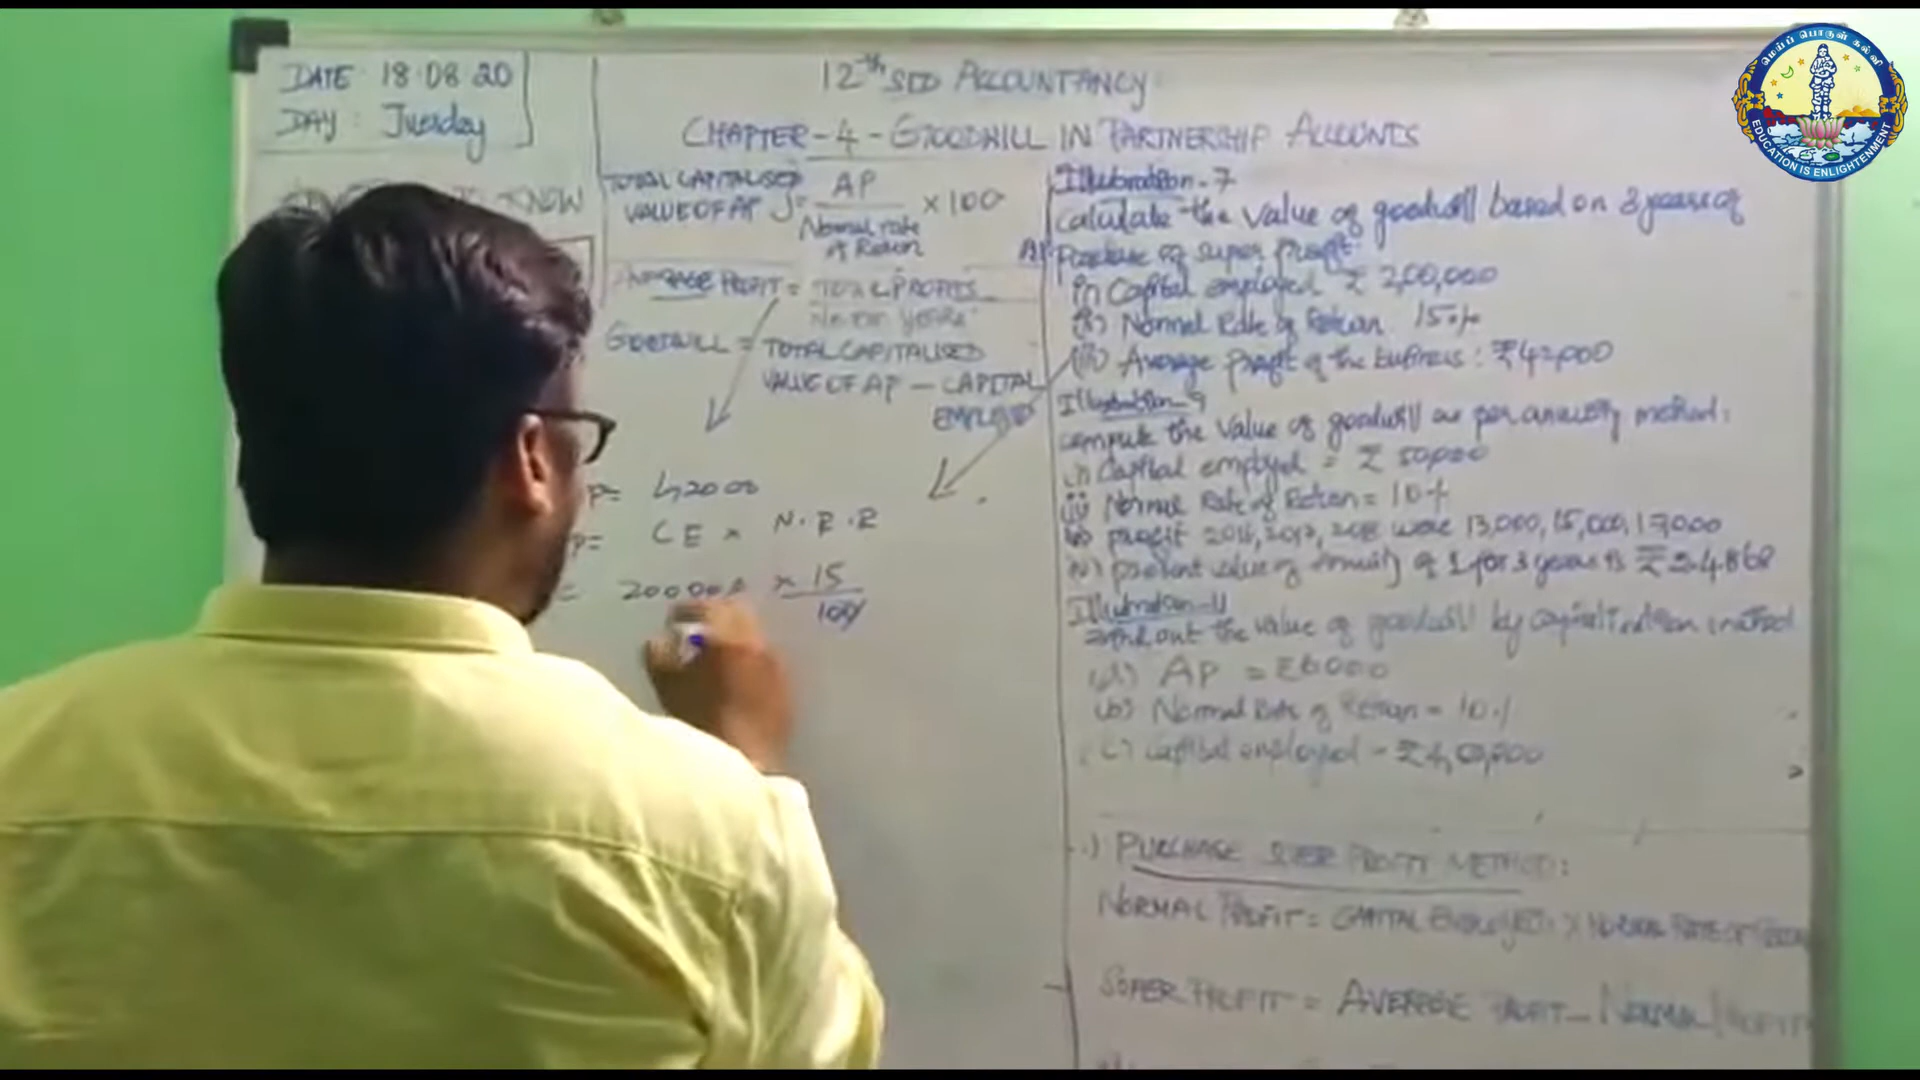 DATE: 18.08.20
DAY: Tuesday
12th STD ACCOUNTANCY
CHAPTER-4-GOODWILL IN PARTNERSHIP ACCOUNTS
KNOW
TOTAL CAPITALISED
VALUE OF AP } = AP / Normal rate of Return × 100
AVERAGE PROFIT = TOTAL PROFITS
No. of years
GOODWILL = TOTAL CAPITALISED
VALUE OF AP - CAPITAL
EMPLOYED
P= 42000
P= CE × N.R.R
= 200000 × 15
100
Illustration-7
Calculate the value of goodwill based on 3 years of
Purchase of super profit.
(i) Capital employed ₹ 2,00,000
(ii) Normal Rate of Return 15%
(iii) Average profit of the business: ₹42,000
Illustration-9
compute the value of goodwill as per annuity method:
(i) Capital employed = ₹ 50,000
(ii) Normal Rate of Return = 10%
profit 2016, 2017, 2018 were 13,000, 15,000, 17,000
present value of Annuity of 1 for 3 years is ₹ 2.4868
Illustration-11
out the value of goodwill by capitalisation method
(a) AP = ₹6000
(b) Normal Rate of Return = 10%
(c) capital employed -
PURCHASE SUPER PROFIT METHOD:
NORMAL PROFIT = CAPITAL EMPLOYED × NORMAL RATE OF
SUPER PROFIT = AVERAGE PROFIT - NORMAL PROFIT
மெய்ப் பொருள் கல்வி
EDUCATION IS ENLIGHTENMENT